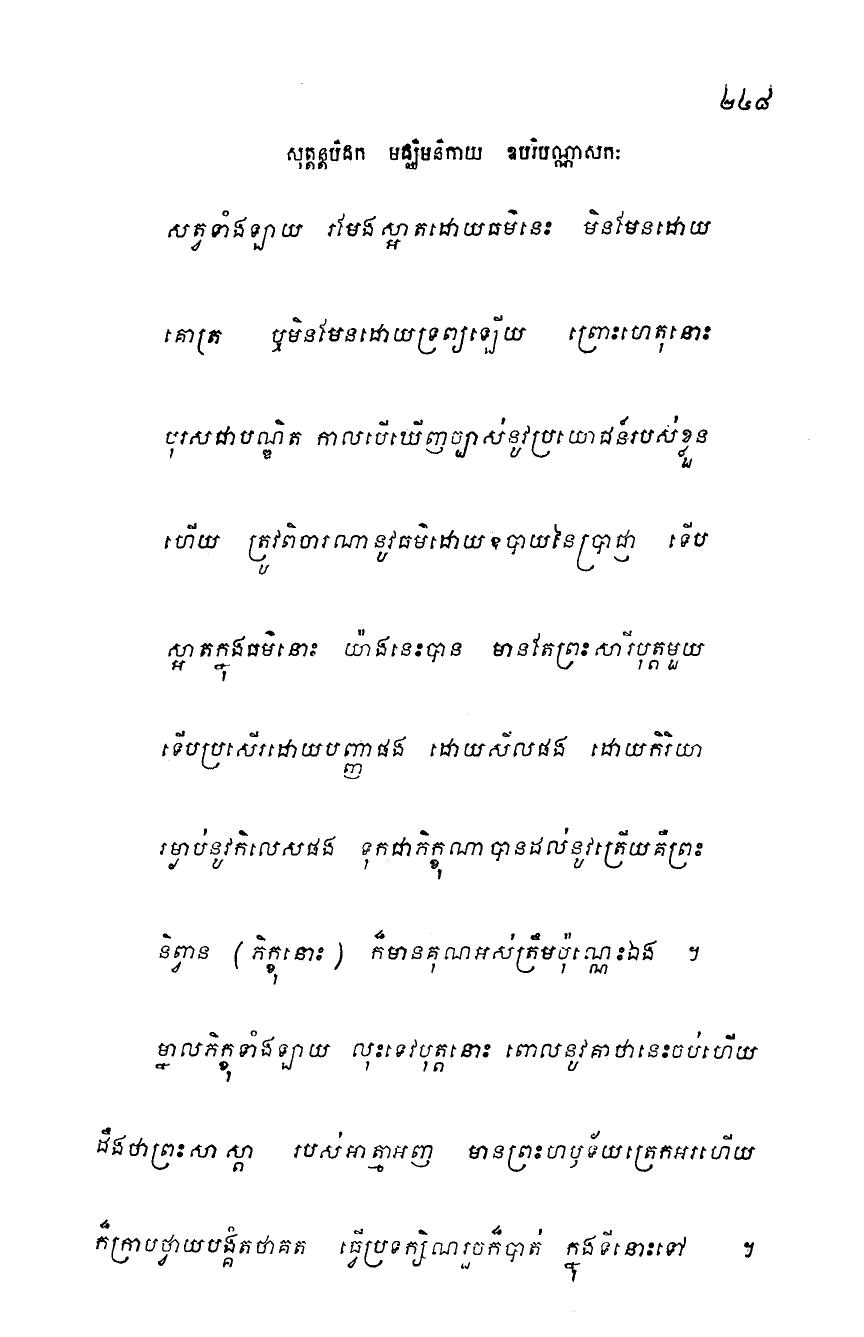 ២៤៨
សុត្តន្តបិដក មជ្ឈិមនិកាយ ឧបរិបណ្ណាសកៈ
សត្វទាំងឡាយ រមែងស្អាតដោយធម៌នេះ មិនមែនដោយ
គោត្រ ឬមិនមែនដោយទ្រព្យឡើយ ព្រោះហេតុនោះ
បុរសជាបណ្ឌិត កាលបើឃើញច្បាស់នូវប្រយោជន៍របស់ខ្លួន
ហើយ ត្រូវពិចារណានូវធម៌ដោយឧបាយនៃប្រាជ្ញា ទើប
ស្អាតក្នុងធម៌នោះ យ៉ាងនេះបាន មានតែព្រះសារីបុត្តមួយ
ទើបប្រសើរដោយបញ្ញាផង ដោយសីលផង ដោយកិរិយា
រម្ងាប់នូវកិលេសផង ទុកជាភិក្ខុណាបានដល់នូវត្រើយគឺព្រះ
និព្វាន (ភិក្ខុនោះ) ក៏មានគុណអស់ត្រឹមប៉ុណ្ណេះឯង ។
ម្នាលភិក្ខុទាំងឡាយ លុះទេវបុត្តនោះ ពោលនូវគាថានេះចប់ហើយ
ដឹងថាព្រះសាស្តា របស់អាត្មាអញ មានព្រះហឫទ័យត្រេកអរហើយ
ក៏ក្រាបថ្វាយបង្គំតថាគត ធ្វើប្រទក្សិណរួចក៏បាត់ ក្នុងទីនោះទៅ ។